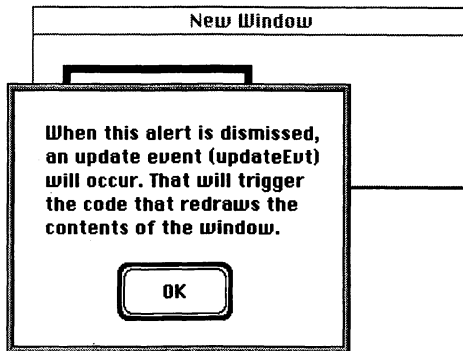 New Window
When this alert is dismissed,
an update event (updateEvt)
will occur. That will trigger
the code that redraws the
contents of the window.
OK